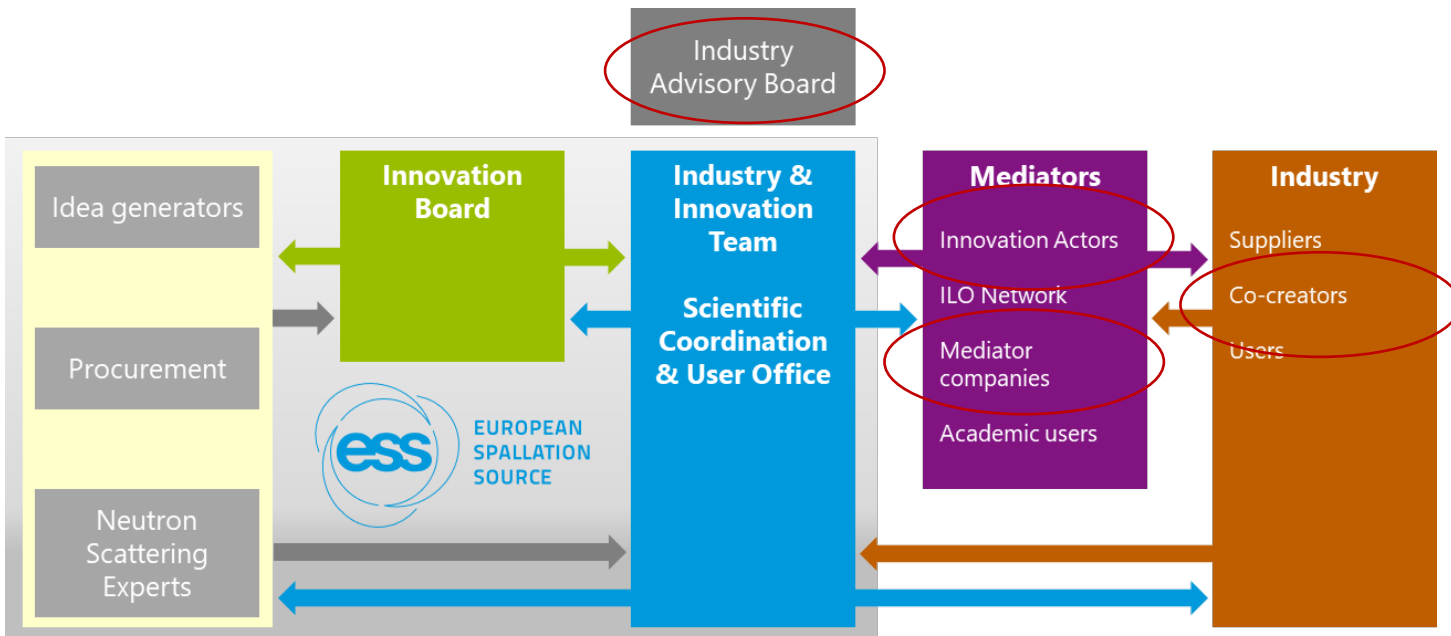 Industry
Advisory Board
Idea generators
Procurement
Neutron
Scattering
Experts
Innovation
Board
ess
EUROPEAN
SPALLATION
SOURCE
Industry &
Innovation
Team
Scientific
Coordination
& User Office
Mediators
Innovation Actors
ILO Network
Mediator
companies
Academic users
Industry
Suppliers
Co-creators
Users